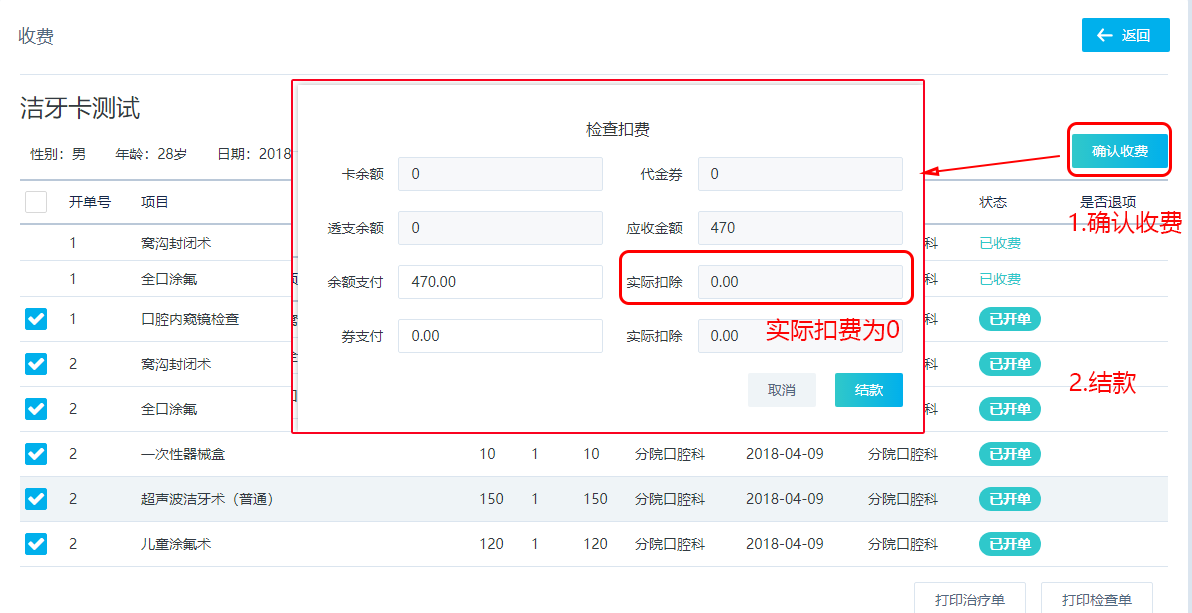 收费
返回
洁牙卡测试
性别：男 年龄：28岁 日期：2018
确认收费
检查扣费
卡余额 0 代金券 0
透支余额 0 应收金额 470
余额支付 470.00 实际扣除 0.00
券支付 0.00 实际扣除 0.00
实际扣费为0
取消 结款
1.确认收费
2.结款
开单号 项目 状态 是否退项
1 窝沟封闭术 科 已收费
1 全口涂氟 科 已收费
1 口腔内窥镜检查 科 已开单
2 窝沟封闭术 科 已开单
2 全口涂氟 科 已开单
2 一次性器械盒 10 1 10 分院口腔科 2018-04-09 分院口腔科 已开单
2 超声波洁牙术（普通） 150 1 150 分院口腔科 2018-04-09 分院口腔科 已开单
2 儿童涂氟术 120 1 120 分院口腔科 2018-04-09 分院口腔科 已开单
打印治疗单 打印检查单